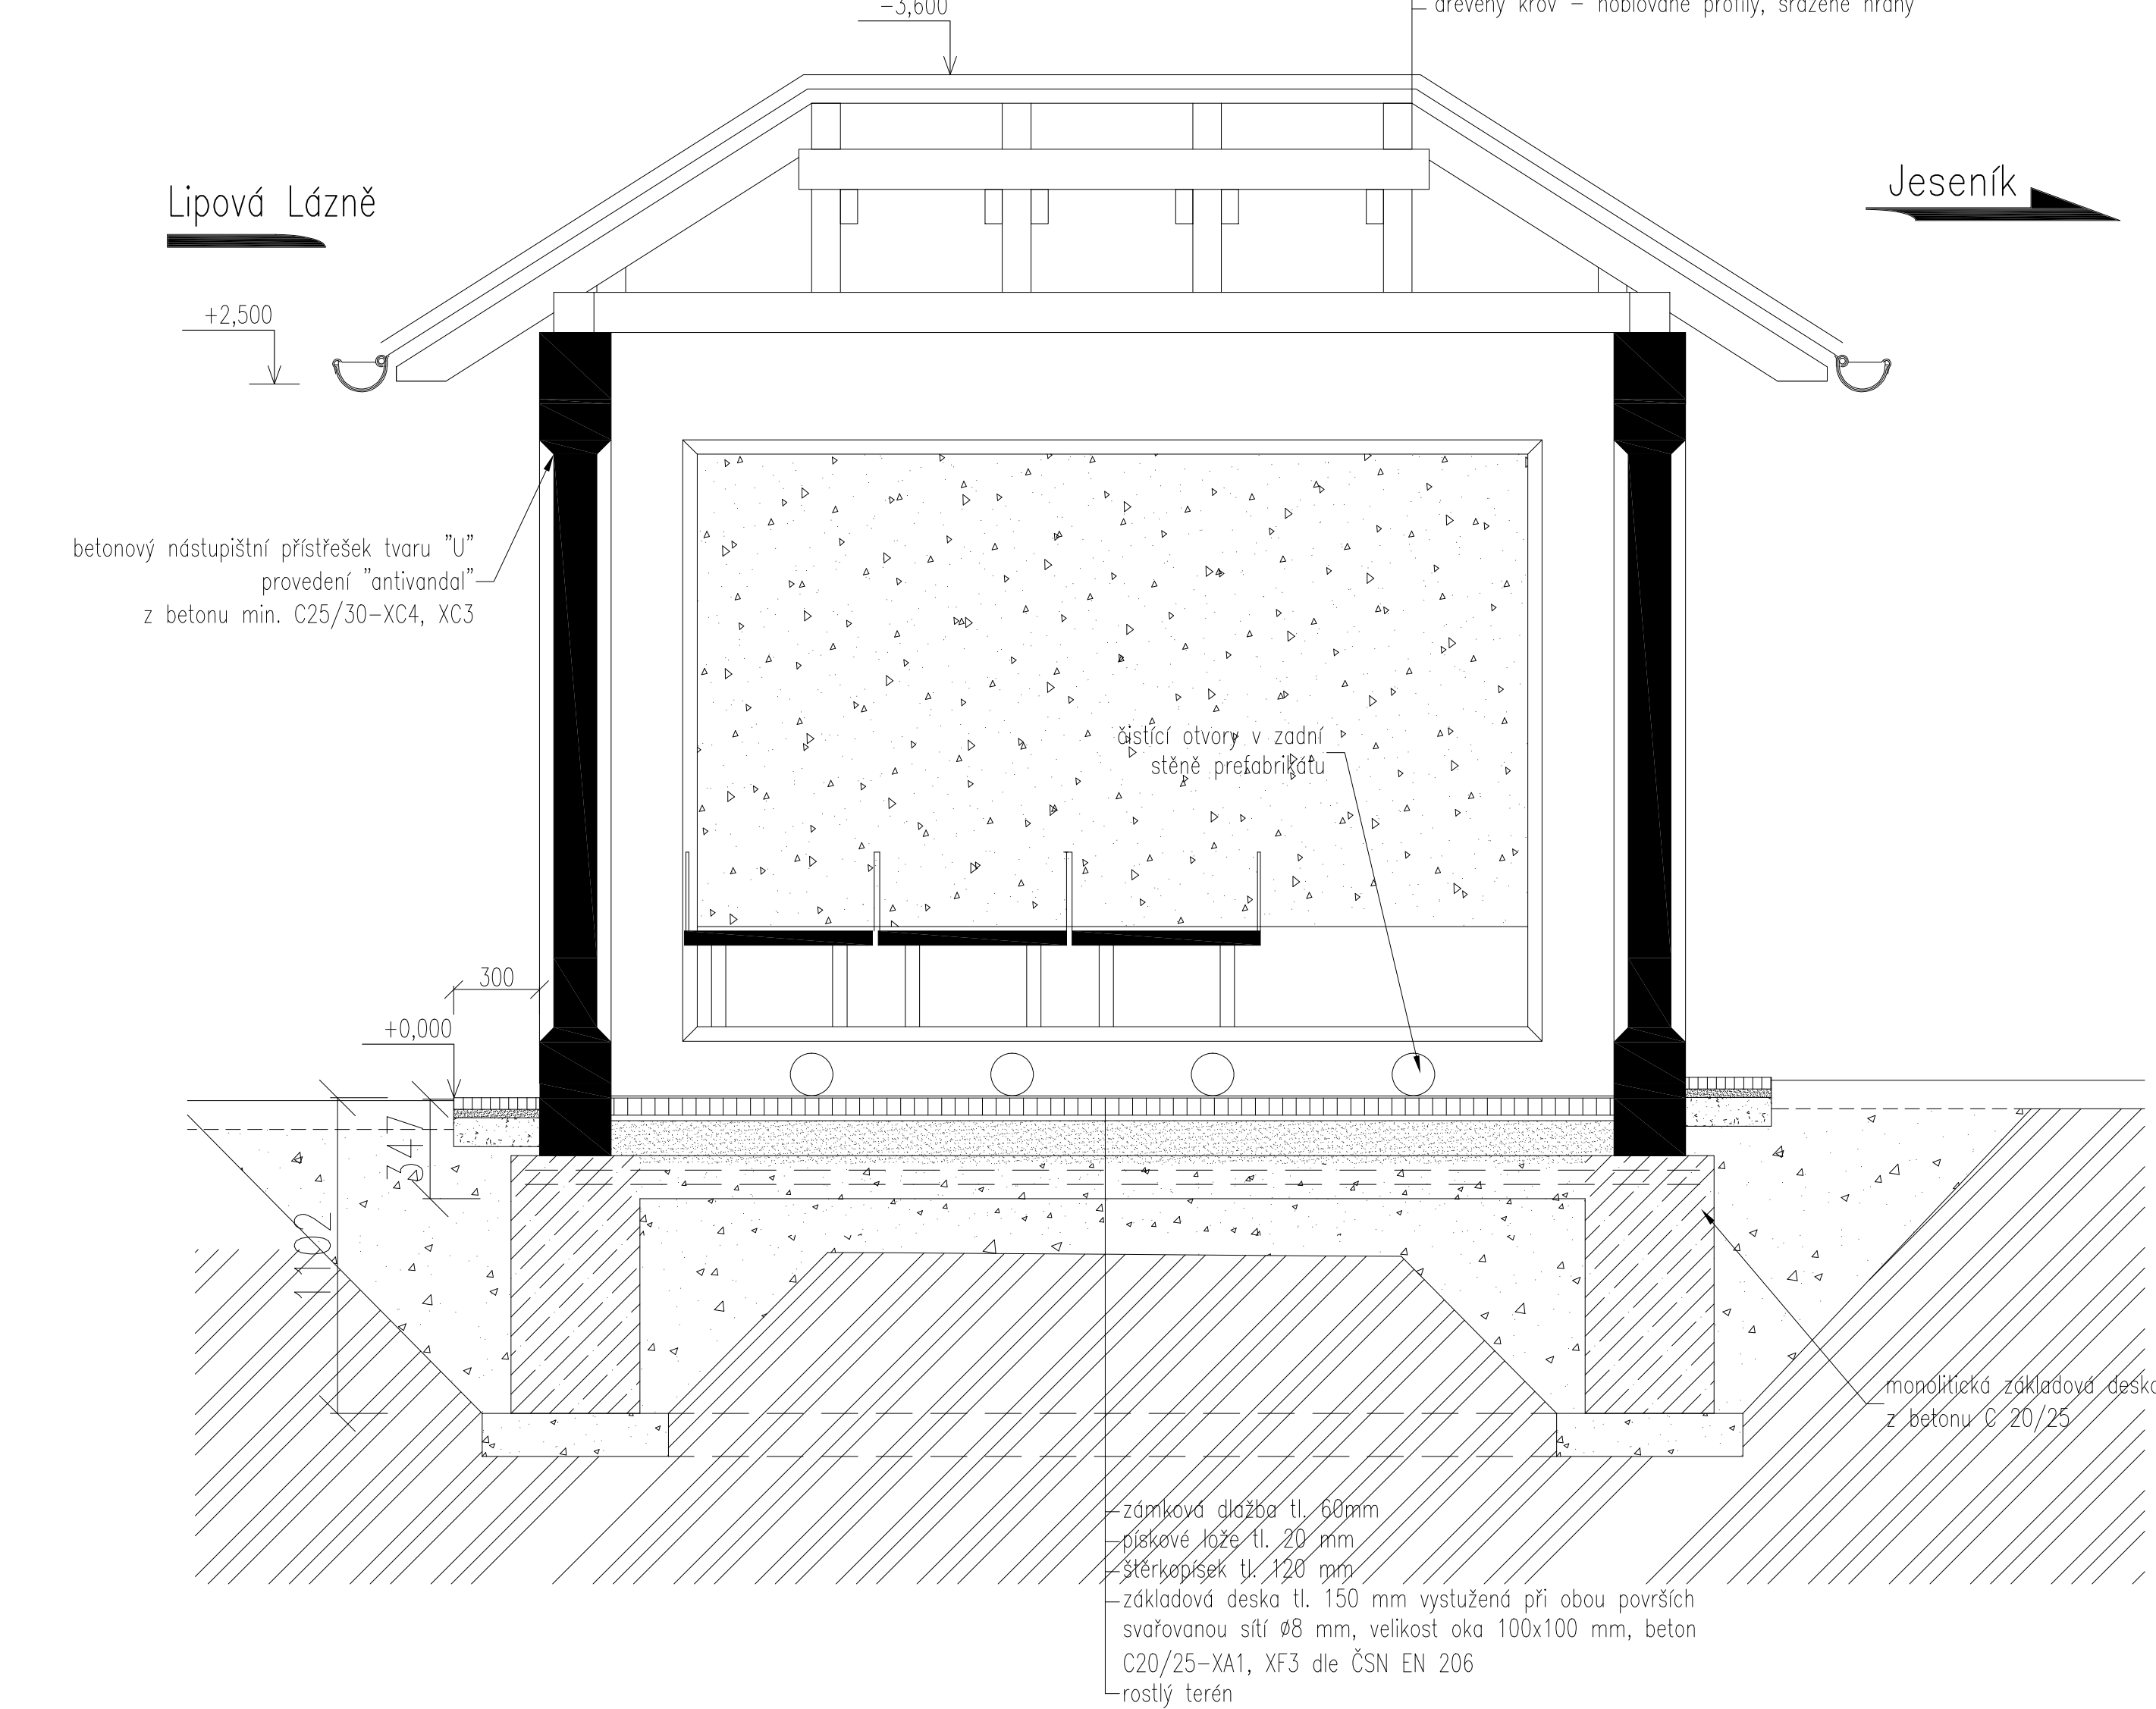 -3,600
dřevěný krov – hoblované profily, sražené hrany
Lipová Lázně
Jeseník
+2,500
betonový nástupištní přístřešek tvaru "U"
provedení "antivandal"
z betonu min. C25/30-XC4, XC3
čistící otvory v zadní
stěně prefabrikátu
300
+0,000
347
1102
monolitická základová deska
z betonu C 20/25
zámková dlažba tl. 60mm
pískové lože tl. 20 mm
štěrkopísek tl. 120 mm
základová deska tl. 150 mm vystužená při obou površích
svařovanou sítí Ø8 mm, velikost oka 100x100 mm, beton
C20/25-XA1, XF3 dle ČSN EN 206
rostlý terén